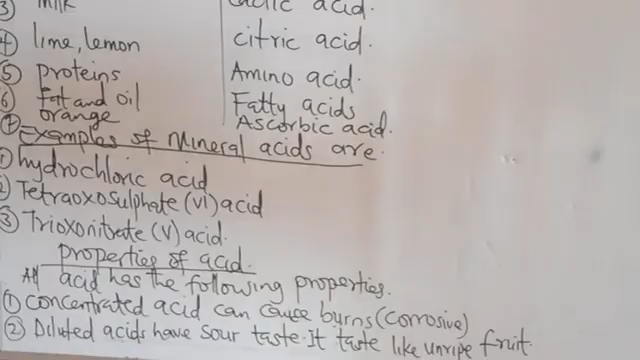 ③ milk Lactic acid.
④ lime, lemon citric acid.
⑤ proteins Amino acid.
⑥ Fat and oil Fatty acids
⑦ orange Ascorbic acid.
Examples of Mineral acids are.
① hydrochloric acid
② Tetraoxosulphate (VI) acid
③ Trioxonitrate (V) acid.
properties of acid.
All acid has the following properties.
① concentrated acid can cause burns (corrosive)
② Diluted acids have sour taste. It taste like unripe fruit.